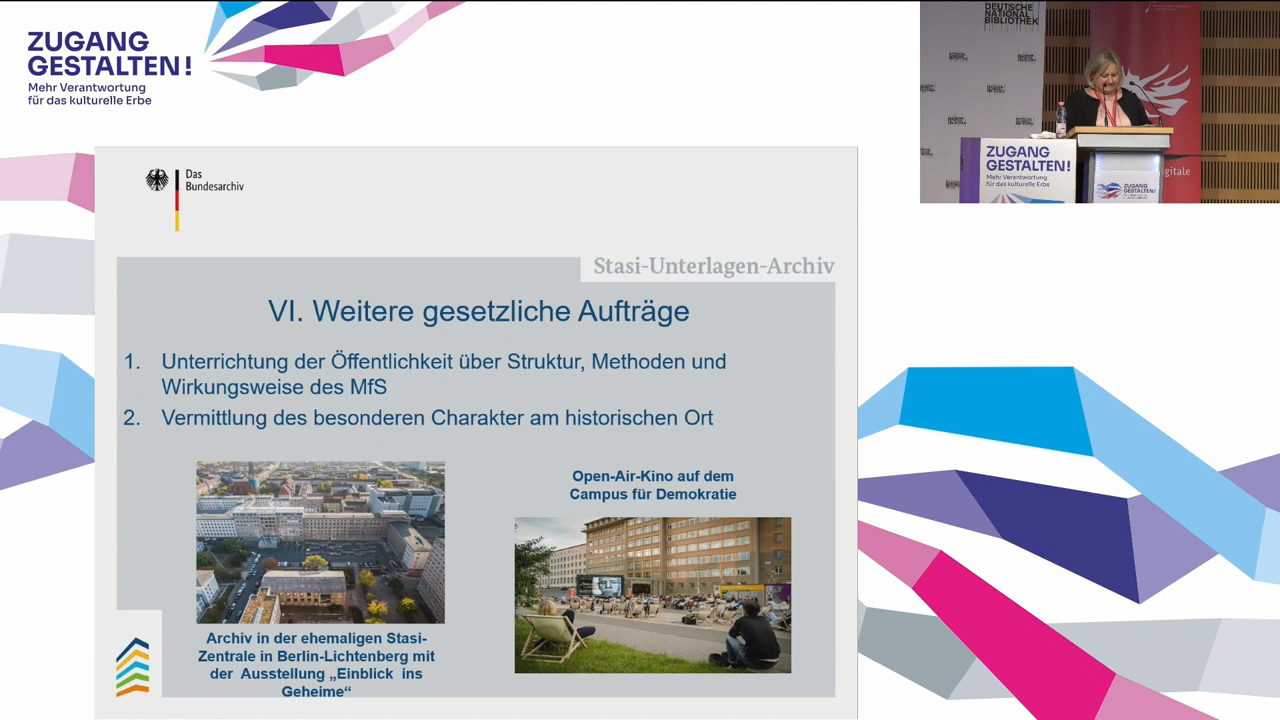 ZUGANG
GESTALTEN!
Mehr Verantwortung
für das kulturelle Erbe
DEUTSCHE
NATIONAL
BIBLIOTHEK
ZUGANG
GESTALTEN!
Mehr Verantwortung
für das kulturelle Erbe
ZUGANG
GESTALTEN!
igitale
Das
Bundesarchiv
Stasi-Unterlagen-Archiv
VI. Weitere gesetzliche Aufträge
1. Unterrichtung der Öffentlichkeit über Struktur, Methoden und
Wirkungsweise des MfS
2. Vermittlung des besonderen Charakter am historischen Ort
Open-Air-Kino auf dem
Campus für Demokratie
Archiv in der ehemaligen Stasi-
Zentrale in Berlin-Lichtenberg mit
der Ausstellung „Einblick ins
Geheime“